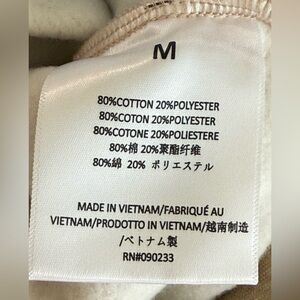 M
80%COTTON 20%POLYESTER
80%COTTON 20%POLYESTER
80%COTONE 20%POLIESTERE
80%棉 20%聚酯纤维
80%綿 20% ポリエステル
MADE IN VIETNAM/FABRIQUÉ AU
VIETNAM/PRODOTTO IN VIETNAM/越南制造
/ベトナム製
RN#090233